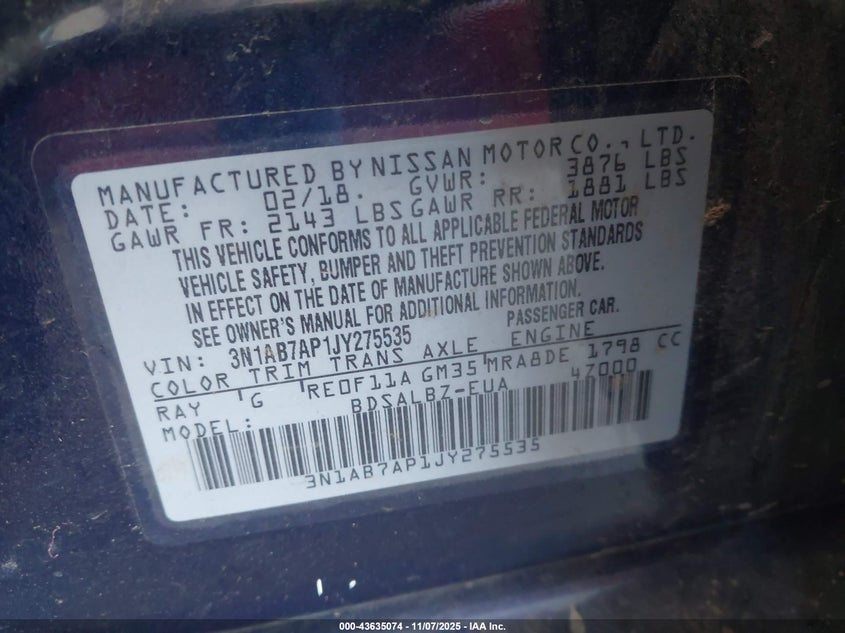 MANUFACTURED BY NISSAN MOTOR CO., LTD.
DATE: 02/18. GVWR: 3876 LBS
GAWR FR: 2143 LBS GAWR RR: 1881 LBS
THIS VEHICLE CONFORMS TO ALL APPLICABLE FEDERAL MOTOR
VEHICLE SAFETY, BUMPER AND THEFT PREVENTION STANDARDS
IN EFFECT ON THE DATE OF MANUFACTURE SHOWN ABOVE.
SEE OWNER'S MANUAL FOR ADDITIONAL INFORMATION.
VIN: 3N1AB7AP1JY275535 PASSENGER CAR.
COLOR TRIM TRANS AXLE ENGINE
RAY G RE0F11A GM35 MRA8DE 1798 CC
MODEL: BDSALBZ-EUA 47000
3N1AB7AP1JY275535
000-43635074 - 11/07/2025 - IAA Inc.